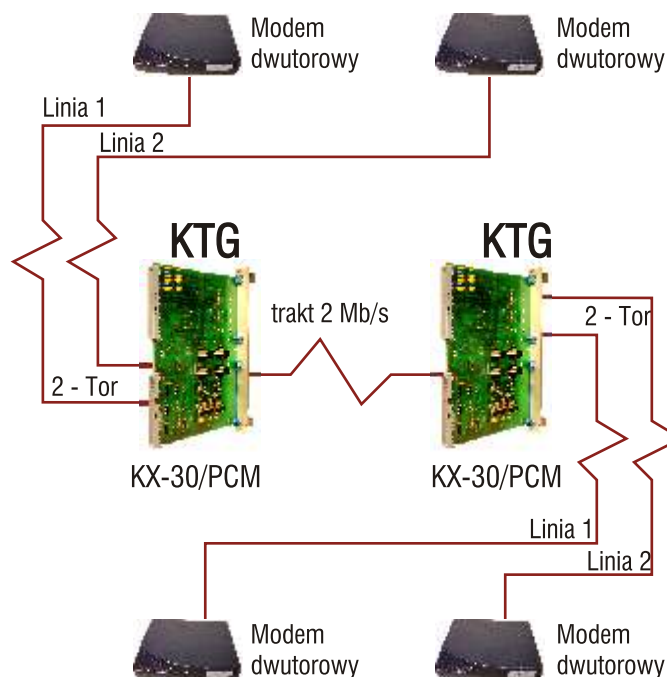 Modem
dwutorowy
Modem
dwutorowy
Linia 1
Linia 2
KTG
KTG
trakt 2 Mb/s
2 - Tor
2 - Tor
KX-30/PCM
KX-30/PCM
Linia 1
Linia 2
Modem
dwutorowy
Modem
dwutorowy